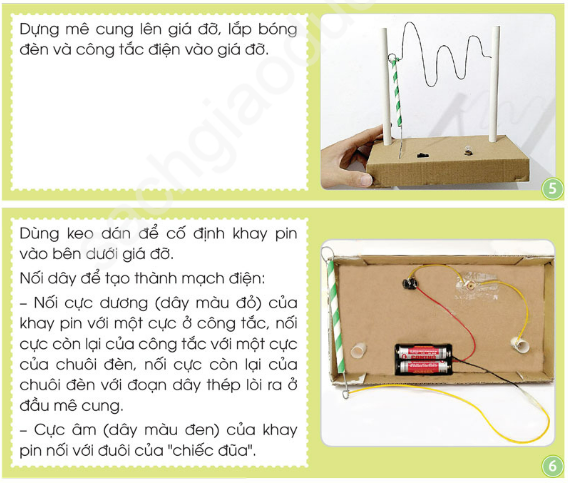 Dựng mê cung lên giá đỡ, lắp bóng
đèn và công tắc điện vào giá đỡ.
5
Dùng keo dán để cố định khay pin
vào bên dưới giá đỡ.
Nối dây để tạo thành mạch điện:
– Nối cực dương (dây màu đỏ) của
khay pin với một cực ở công tắc, nối
cực còn lại của công tắc với một cực
của chuôi đèn, nối cực còn lại của
chuôi đèn với đoạn dây thép lòi ra ở
đầu mê cung.
– Cực âm (dây màu đen) của khay
pin nối với đuôi của "chiếc đũa".
6